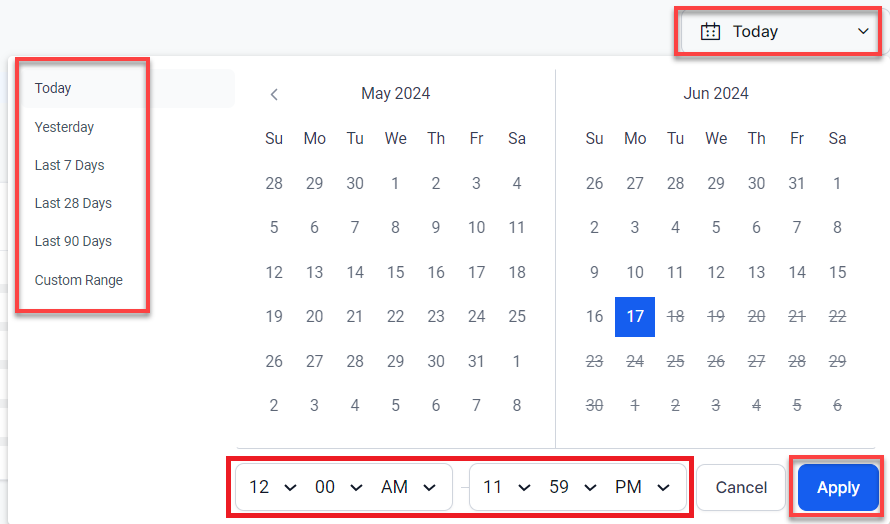 Today
Today
Yesterday
Last 7 Days
Last 28 Days
Last 90 Days
Custom Range
May 2024
Su Mo Tu We Th Fr Sa
28 29 30 1 2 3 4
5 6 7 8 9 10 11
12 13 14 15 16 17 18
19 20 21 22 23 24 25
26 27 28 29 30 31 1
2 3 4 5 6 7 8
Jun 2024
Su Mo Tu We Th Fr Sa
26 27 28 29 30 31 1
2 3 4 5 6 7 8
9 10 11 12 13 14 15
16 17 18 19 20 21 22
23 24 25 26 27 28 29
30 1 2 3 4 5 6
12 00 AM – 11 59 PM Cancel Apply